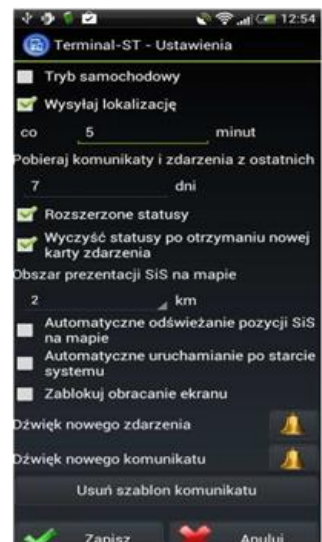 12:54
Terminal-ST - Ustawienia
Tryb samochodowy
Wysyłaj lokalizację
co 5 minut
Pobieraj komunikaty i zdarzenia z ostatnich
7 dni
Rozszerzone statusy
Wyczyść statusy po otrzymaniu nowej
karty zdarzenia
Obszar prezentacji SiS na mapie
2 km
Automatyczne odświeżanie pozycji SiS
na mapie
Automatyczne uruchamianie po starcie
systemu
Zablokuj obracanie ekranu
Dźwięk nowego zdarzenia
Dźwięk nowego komunikatu
Usuń szablon komunikatu
Zapisz Anuluj